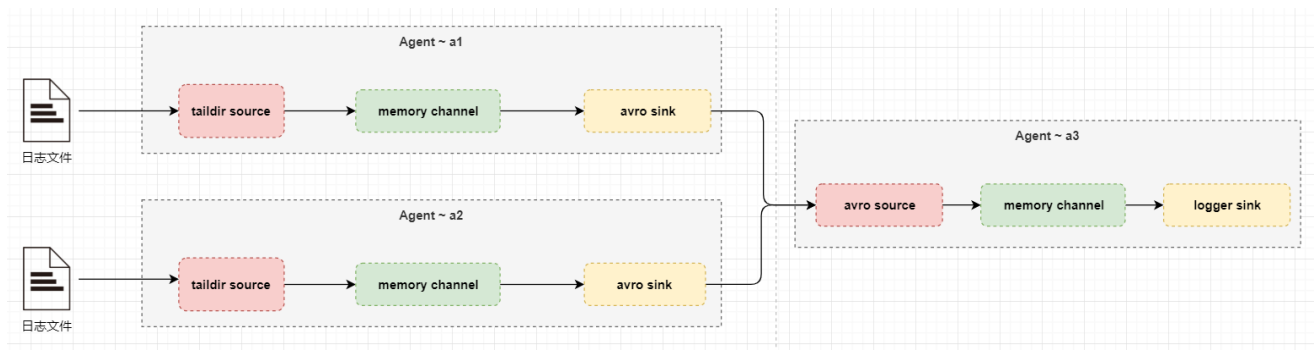 Agent ~ a1
日志文件
taildir source
memory channel
avro sink
Agent ~ a2
日志文件
taildir source
memory channel
avro sink
Agent ~ a3
avro source
memory channel
logger sink